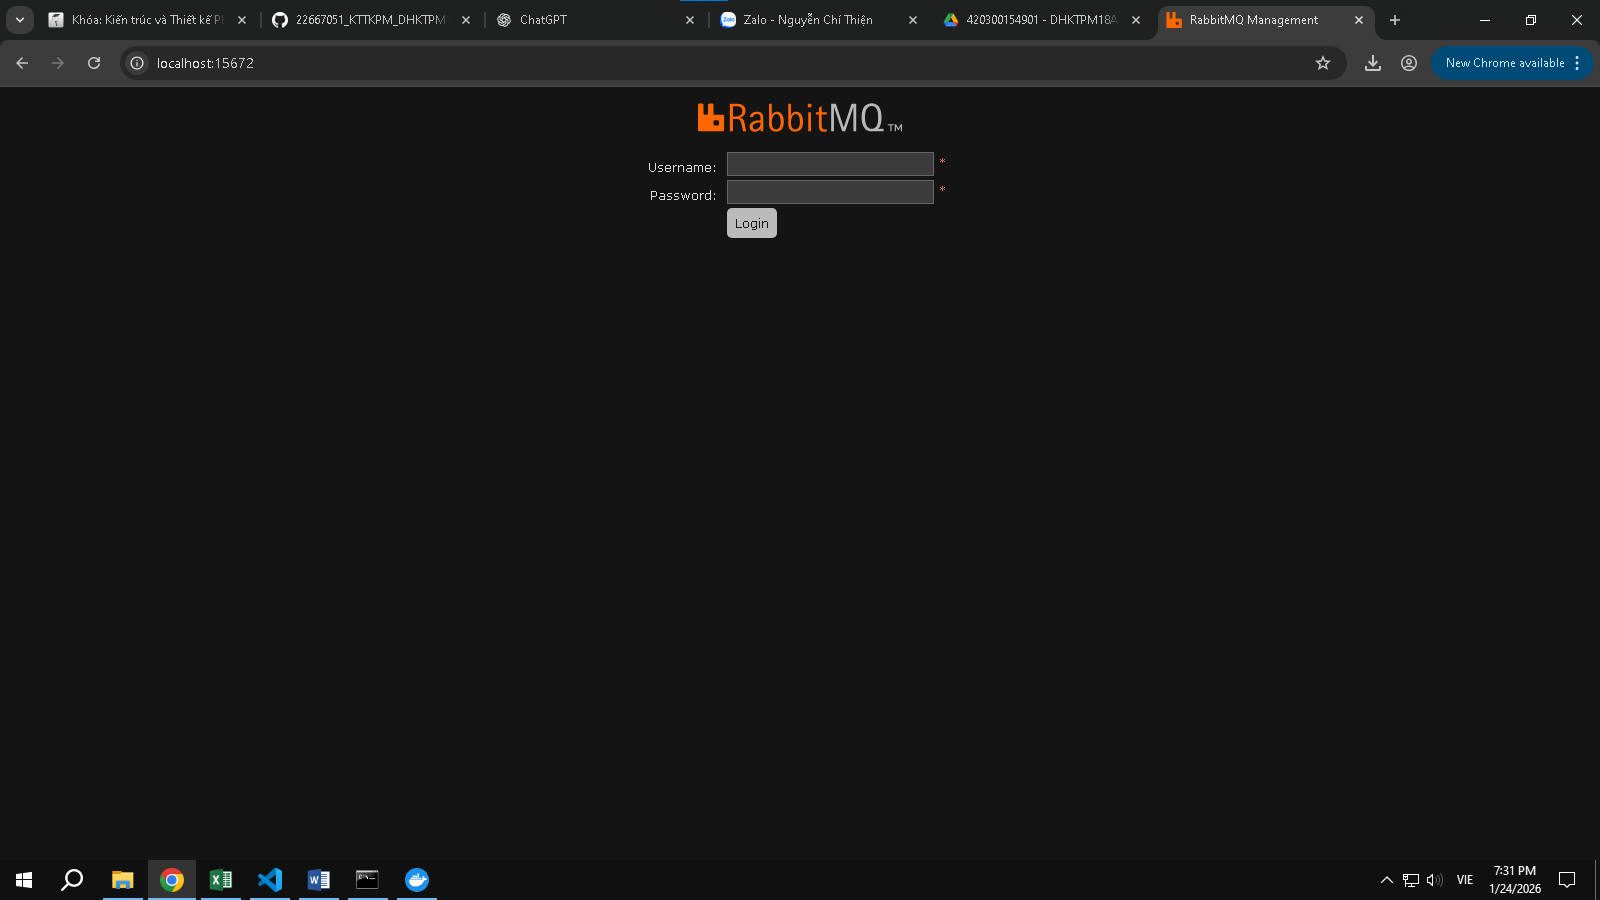 Khóa: Kiến trúc và Thiết kế P
22667051_KTTKPM_DHKTPM
ChatGPT
Zalo - Nguyễn Chí Thiện
420300154901 - DHKTPM18A
RabbitMQ Management
localhost:15672
New Chrome available
RabbitMQ TM
Username: *
Password: *
Login
VIE
7:31 PM
1/24/2026